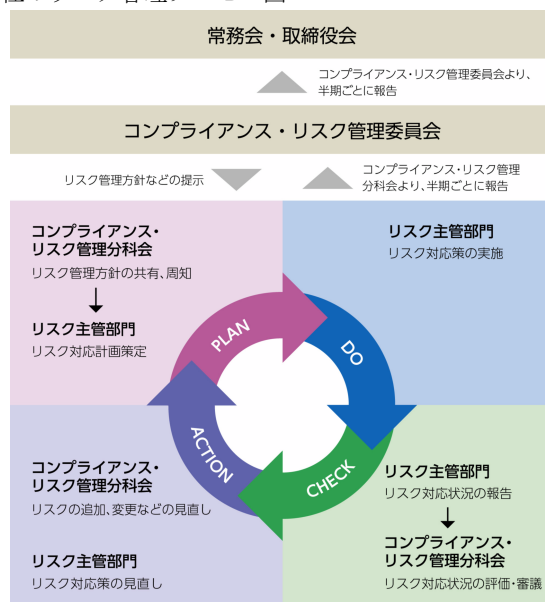 常務会・取締役会
コンプライアンス・リスク管理委員会より、
半期ごとに報告
コンプライアンス・リスク管理委員会
リスク管理方針などの提示
コンプライアンス・リスク管理
分科会より、半期ごとに報告
コンプライアンス・
リスク管理分科会
リスク管理方針の共有、周知
リスク主管部門
リスク対応計画策定
リスク主管部門
リスク対応策の実施
PLAN
DO
CHECK
ACTION
リスク主管部門
リスク対応状況の報告
コンプライアンス・
リスク管理分科会
リスク対応状況の評価・審議
コンプライアンス・
リスク管理分科会
リスクの追加、変更などの見直し
リスク主管部門
リスク対応策の見直し